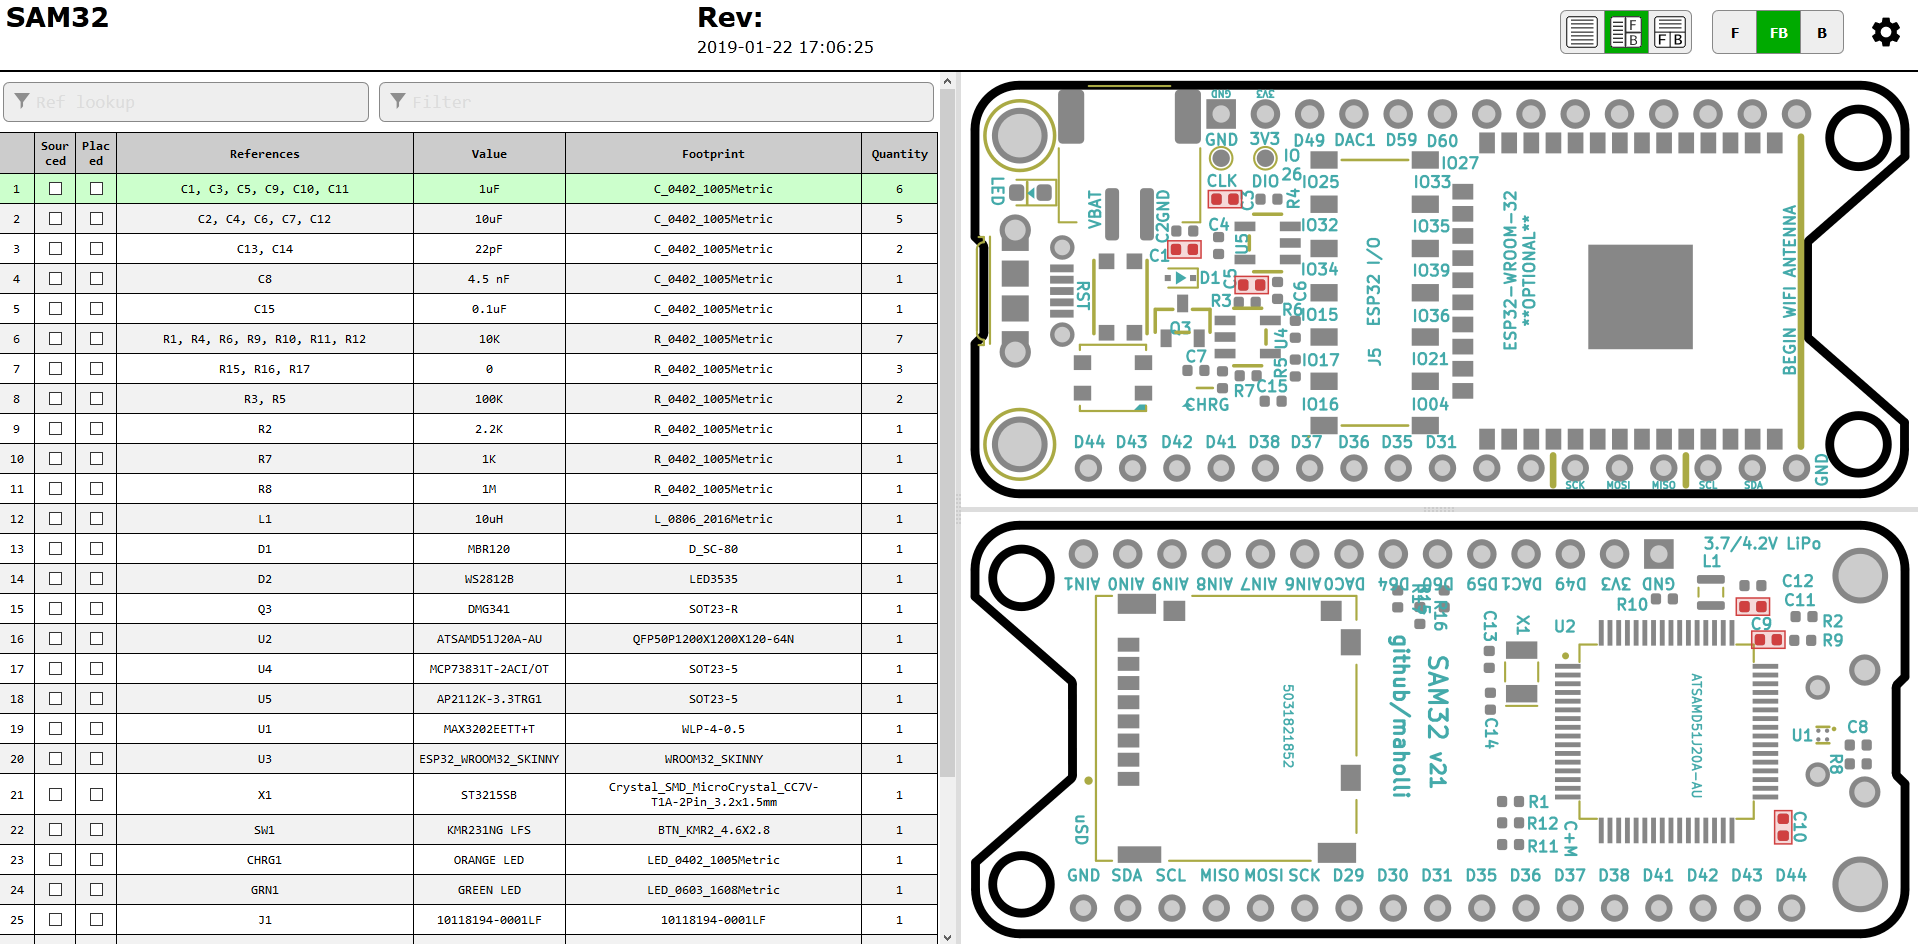 SAM32
Rev:
2019-01-22 17:06:25
F
B
F B
F
FB
B
Ref lookup
Filter
Sourced Placed References Value Footprint Quantity
1 C1, C3, C5, C9, C10, C11 1uF C_0402_1005Metric 6
2 C2, C4, C6, C7, C12 10uF C_0402_1005Metric 5
3 C13, C14 22pF C_0402_1005Metric 2
4 C8 4.5 nF C_0402_1005Metric 1
5 C15 0.1uF C_0402_1005Metric 1
6 R1, R4, R6, R9, R10, R11, R12 10K R_0402_1005Metric 7
7 R15, R16, R17 0 R_0402_1005Metric 3
8 R3, R5 100K R_0402_1005Metric 2
9 R2 2.2K R_0402_1005Metric 1
10 R7 1K R_0402_1005Metric 1
11 R8 1M R_0402_1005Metric 1
12 L1 10uH L_0806_2016Metric 1
13 D1 MBR120 D_SC-80 1
14 D2 WS2812B LED3535 1
15 Q3 DMG341 SOT23-R 1
16 U2 ATSAMD51J20A-AU QFP50P1200X1200X120-64N 1
17 U4 MCP73831T-2ACI/OT SOT23-5 1
18 U5 AP2112K-3.3TRG1 SOT23-5 1
19 U1 MAX3202EETT+T WLP-4-0.5 1
20 U3 ESP32_WROOM32_SKINNY WROOM32_SKINNY 1
21 X1 ST3215SB Crystal_SMD_MicroCrystal_CC7V-T1A-2Pin_3.2x1.5mm 1
22 SW1 KMR231NG LFS BTN_KMR2_4.6X2.8 1
23 CHRG1 ORANGE LED LED_0402_1005Metric 1
24 GRN1 GREEN LED LED_0603_1608Metric 1
25 J1 10118194-0001LF 10118194-0001LF 1
GND 3V3
GND 3V3 D49 DAC1 D59 D60
IO 26
IO27
CLK DIO
IO25 IO33
LED
VBAT
C2GND
C3
R4
C4
IO32 IO35
U5
C1
D1
C5
IO34 IO39
RST
R3
C6
R6
IO15 IO36
Q3
U4
C7
R5
IO17 IO21
R7
C15
CHRG
IO16 IO04
J5 ESP32 I/O
ESP32-WROOM-32
**OPTIONAL**
BEGIN WIFI ANTENNA
D44 D43 D42 D41 D38 D37 D36 D35 D31
SCK MOSI MISO SCL SDA
GND
3.7/4.2V LiPo
AIN1 AIN0 AIN9 AIN8 AIN7 AIN6 DAC0 D64 D60 D59 DAC1 D49 3V3 GND
L1
C12
C11
R10
R2
C9
R9
R16
C13
X1
U2
github/maholli
SAM32 v21
5031821852
ATSAMD51J20A-AU
C14
U1
C8
R8
R1
R12
R11
C+M
C10
uSD
GND SDA SCL MISO MOSI SCK D29 D30 D31 D35 D36 D37 D38 D41 D42 D43 D44